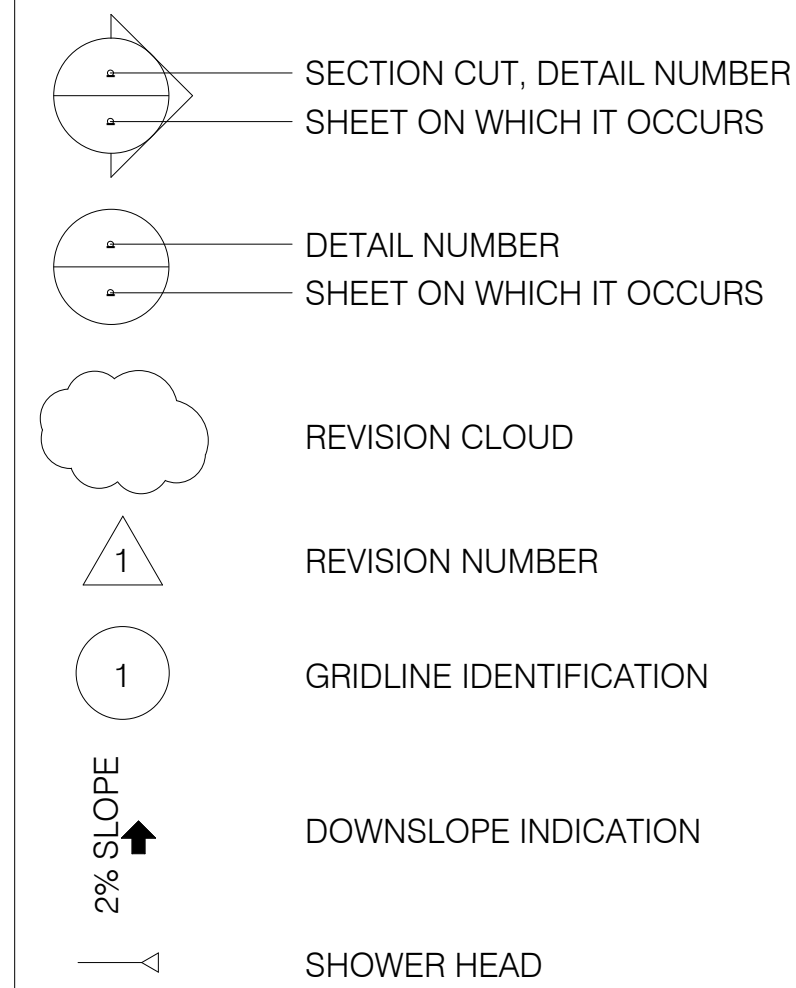 SECTION CUT, DETAIL NUMBER
SHEET ON WHICH IT OCCURS
DETAIL NUMBER
SHEET ON WHICH IT OCCURS
REVISION CLOUD
1 REVISION NUMBER
1 GRIDLINE IDENTIFICATION
2% SLOPE
DOWNSLOPE INDICATION
SHOWER HEAD